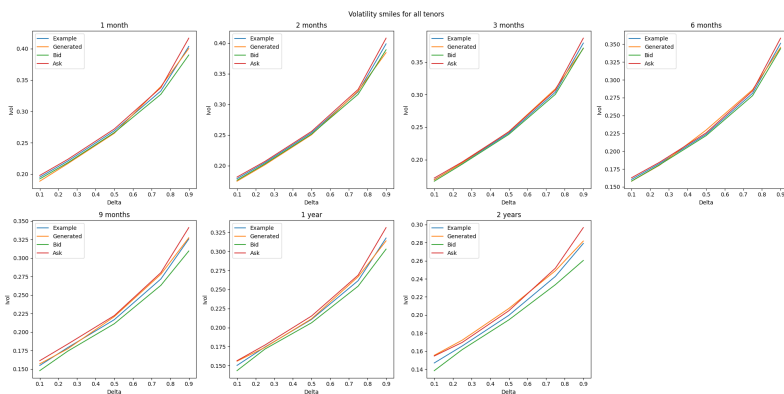 Volatility smiles for all tenors
1 month
Example
Generated
Bid
Ask
Ivol
0.40
0.35
0.30
0.25
0.20
0.1 0.2 0.3 0.4 0.5 0.6 0.7 0.8 0.9
Delta
2 months
Example
Generated
Bid
Ask
Ivol
0.40
0.35
0.30
0.25
0.20
0.1 0.2 0.3 0.4 0.5 0.6 0.7 0.8 0.9
Delta
3 months
Example
Generated
Bid
Ask
Ivol
0.35
0.30
0.25
0.20
0.1 0.2 0.3 0.4 0.5 0.6 0.7 0.8 0.9
Delta
6 months
Example
Generated
Bid
Ask
Ivol
0.350
0.325
0.300
0.275
0.250
0.225
0.200
0.175
0.150
0.1 0.2 0.3 0.4 0.5 0.6 0.7 0.8 0.9
Delta
9 months
Example
Generated
Bid
Ask
Ivol
0.350
0.325
0.300
0.275
0.250
0.225
0.200
0.175
0.150
0.1 0.2 0.3 0.4 0.5 0.6 0.7 0.8 0.9
Delta
1 year
Example
Generated
Bid
Ask
Ivol
0.325
0.300
0.275
0.250
0.225
0.200
0.175
0.150
0.1 0.2 0.3 0.4 0.5 0.6 0.7 0.8 0.9
Delta
2 years
Example
Generated
Bid
Ask
Ivol
0.30
0.28
0.26
0.24
0.22
0.20
0.18
0.16
0.14
0.1 0.2 0.3 0.4 0.5 0.6 0.7 0.8 0.9
Delta